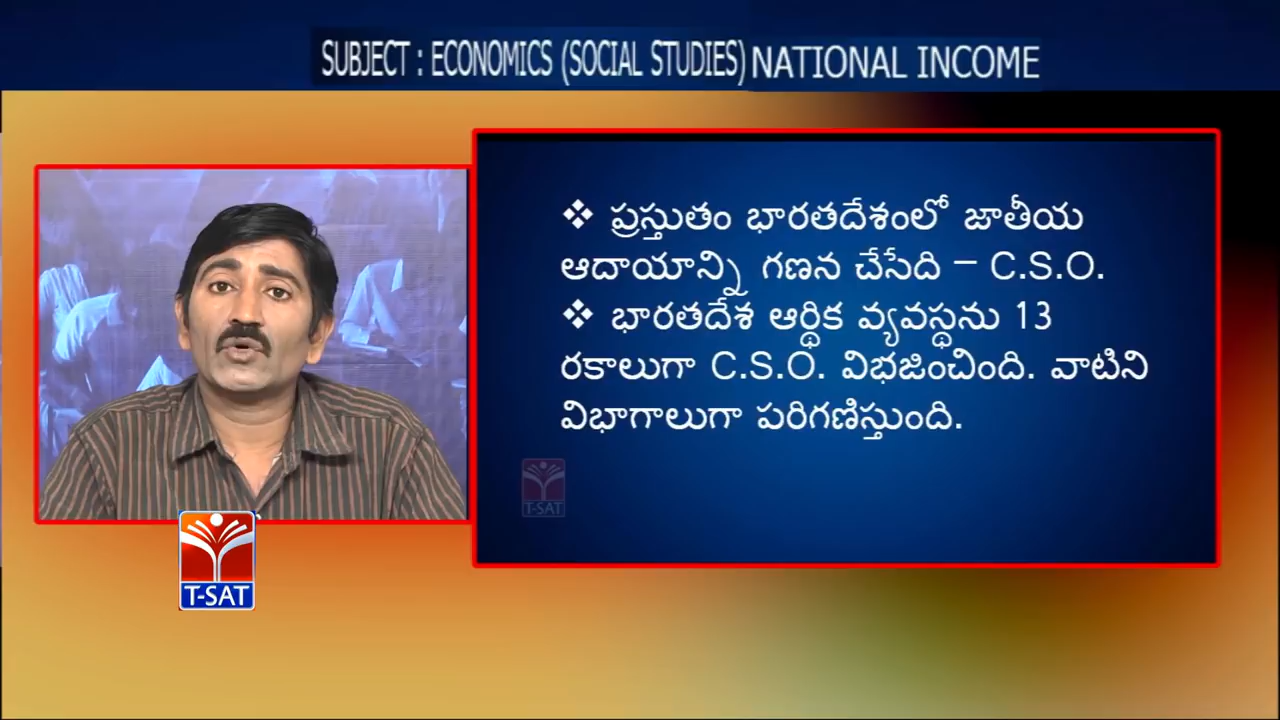 SUBJECT : ECONOMICS (SOCIAL STUDIES) NATIONAL INCOME
❖ ప్రస్తుతం భారతదేశంలో జాతీయ
ఆదాయాన్ని గణన చేసేది – C.S.O.
❖ భారతదేశ ఆర్థిక వ్యవస్థను 13
రకాలుగా C.S.O. విభజించింది. వాటిని
విభాగాలుగా పరిగణిస్తుంది.
T-SAT
T-SAT